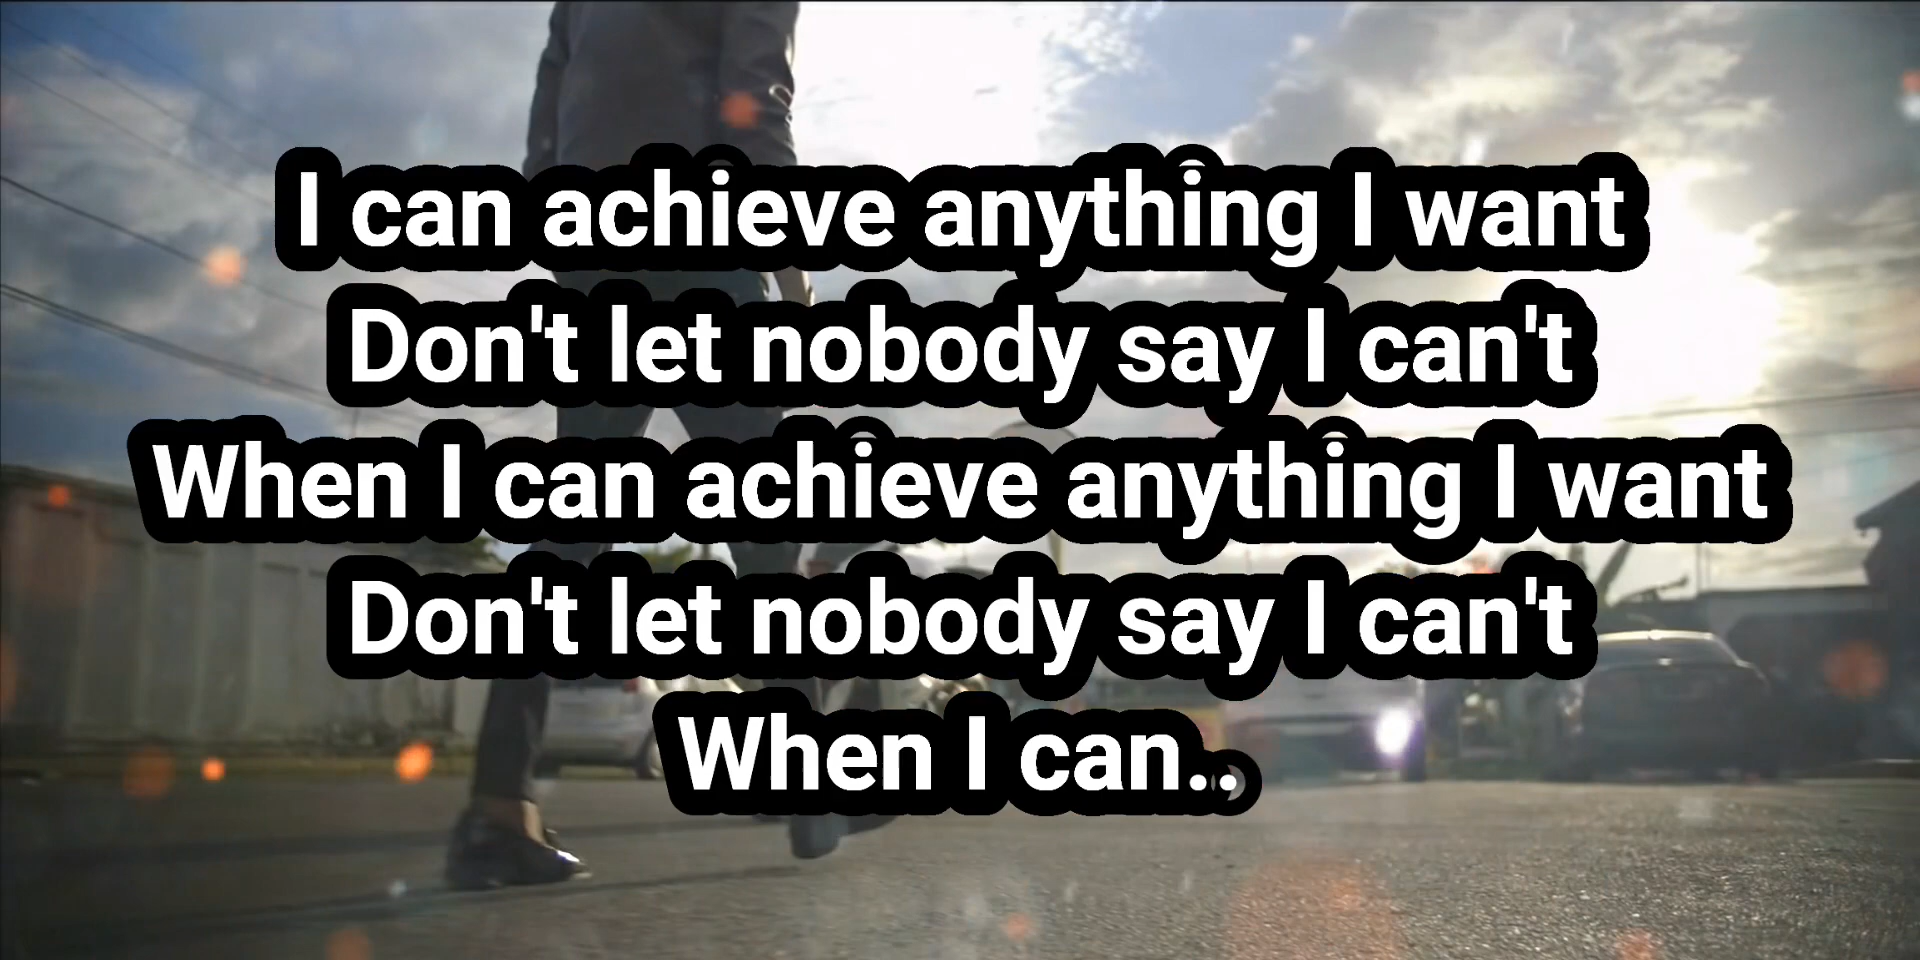 I can achieve anything I want
Don't let nobody say I can't
When I can achieve anything I want
Don't let nobody say I can't
When I can..